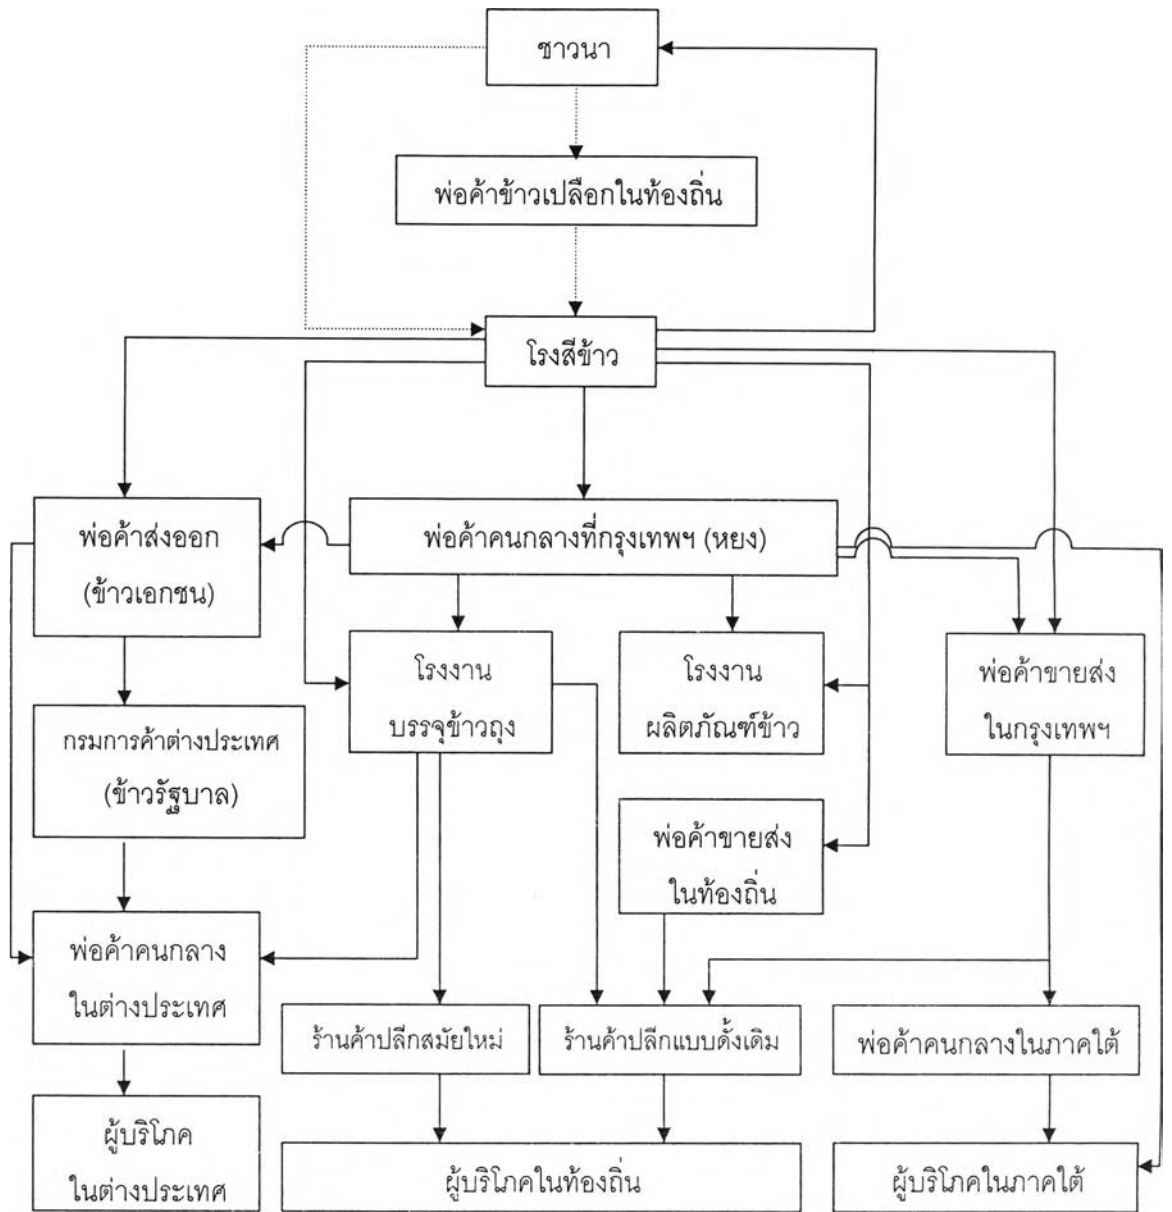 ชาวนา
พ่อค้าข้าวเปลือกในท้องถิ่น
โรงสีข้าว
พ่อค้าส่งออก
(ข้าวเอกชน)
พ่อค้าคนกลางที่กรุงเทพฯ (หยง)
โรงงาน
บรรจุข้าวถุง
โรงงาน
ผลิตภัณฑ์ข้าว
พ่อค้าขายส่ง
ในกรุงเทพฯ
กรมการค้าต่างประเทศ
(ข้าวรัฐบาล)
พ่อค้าขายส่ง
ในท้องถิ่น
พ่อค้าคนกลาง
ในต่างประเทศ
ร้านค้าปลีกสมัยใหม่
ร้านค้าปลีกแบบดั้งเดิม
พ่อค้าคนกลางในภาคใต้
ผู้บริโภค
ในต่างประเทศ
ผู้บริโภคในท้องถิ่น
ผู้บริโภคในภาคใต้